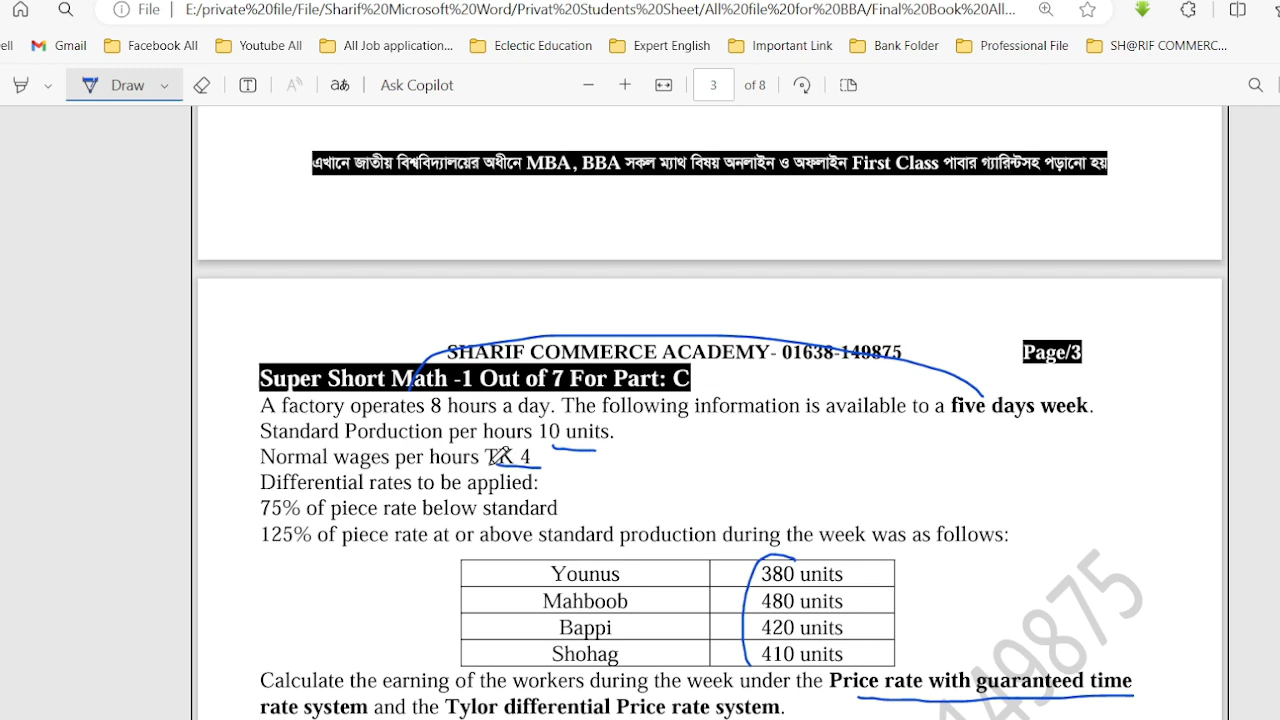 File | E:/private%20file/File/Sharif%20Microsoft%20Word/Privat%20Students%20Sheet/All%20file%20for%20BBA/Final%20Book%20All...
ell Gmail Facebook All Youtube All All Job application... Eclectic Education Expert English Important Link Bank Folder Professional File SH@RIF COMMERC...
Draw Ask Copilot 3 of 8
এখানে জাতীয় বিশ্ববিদ্যালয়ের অধীনে MBA, BBA সকল ম্যাথ বিষয় অনলাইন ও অফলাইন First Class পাবার গ্যারিন্টসহ পড়ানো হয়
SHARIF COMMERCE ACADEMY- 01638-149875 Page/3
Super Short Math -1 Out of 7 For Part: C
A factory operates 8 hours a day. The following information is available to a five days week.
Standard Porduction per hours 10 units.
Normal wages per hours TK 4
Differential rates to be applied:
75% of piece rate below standard
125% of piece rate at or above standard production during the week was as follows:
Younus 380 units
Mahboob 480 units
Bappi 420 units
Shohag 410 units
Calculate the earning of the workers during the week under the Price rate with guaranteed time
rate system and the Tylor differential Price rate system.
149875